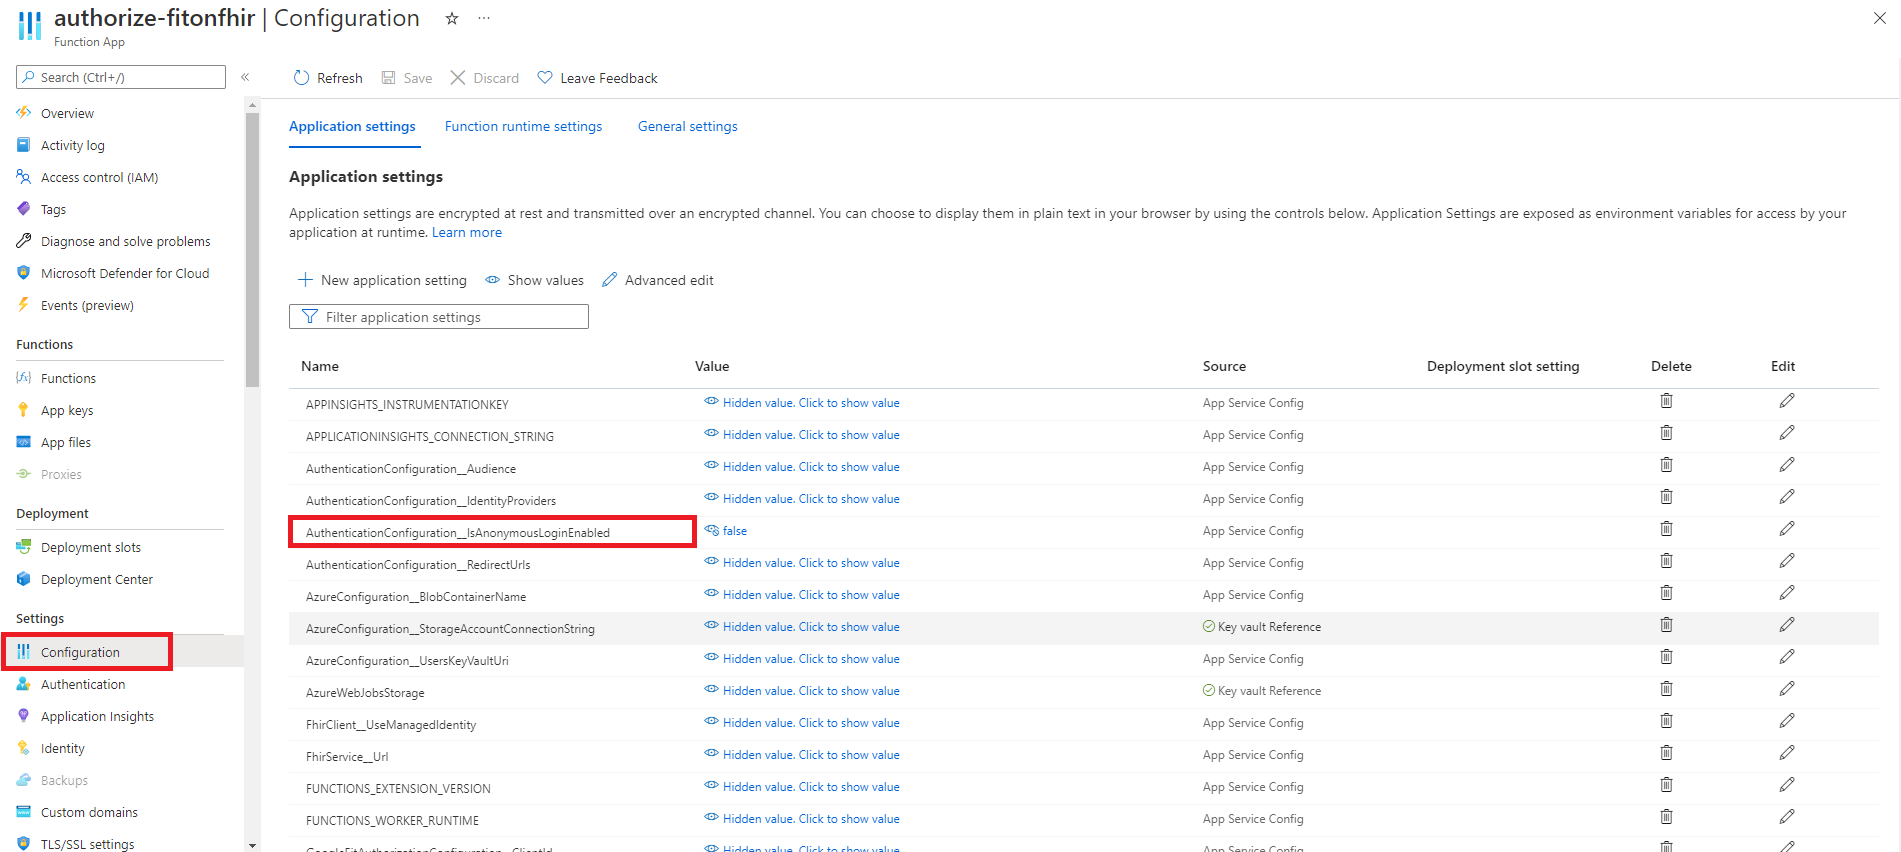 authorize-fitonfhir | Configuration
Function App
Search (Ctrl+/)
Overview
Activity log
Access control (IAM)
Tags
Diagnose and solve problems
Microsoft Defender for Cloud
Events (preview)
Functions
Functions
App keys
App files
Proxies
Deployment
Deployment slots
Deployment Center
Settings
Configuration
Authentication
Application Insights
Identity
Backups
Custom domains
TLS/SSL settings
Refresh Save Discard Leave Feedback
Application settings Function runtime settings General settings
Application settings
Application settings are encrypted at rest and transmitted over an encrypted channel. You can choose to display them in plain text in your browser by using the controls below. Application Settings are exposed as environment variables for access by your
application at runtime. Learn more
New application setting Show values Advanced edit
Filter application settings
Name Value Source Deployment slot setting Delete Edit
APPINSIGHTS_INSTRUMENTATIONKEY Hidden value. Click to show value App Service Config
APPLICATIONINSIGHTS_CONNECTION_STRING Hidden value. Click to show value App Service Config
AuthenticationConfiguration__Audience Hidden value. Click to show value App Service Config
AuthenticationConfiguration__IdentityProviders Hidden value. Click to show value App Service Config
AuthenticationConfiguration__IsAnonymousLoginEnabled false App Service Config
AuthenticationConfiguration__RedirectUrls Hidden value. Click to show value App Service Config
AzureConfiguration__BlobContainerName Hidden value. Click to show value App Service Config
AzureConfiguration__StorageAccountConnectionString Hidden value. Click to show value Key vault Reference
AzureConfiguration__UsersKeyVaultUri Hidden value. Click to show value App Service Config
AzureWebJobsStorage Hidden value. Click to show value Key vault Reference
FhirClient__UseManagedIdentity Hidden value. Click to show value App Service Config
FhirService__Url Hidden value. Click to show value App Service Config
FUNCTIONS_EXTENSION_VERSION Hidden value. Click to show value App Service Config
FUNCTIONS_WORKER_RUNTIME Hidden value. Click to show value App Service Config
GoogleFitAuthorizationConfiguration__ClientId Hidden value. Click to show value App Service Config